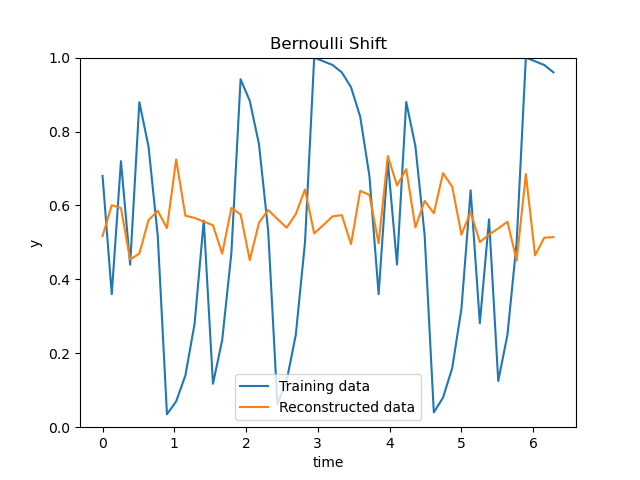 Bernoulli Shift
1.0
0.8
0.6
0.4
0.2
0.0
y
Training data
Reconstructed data
0 1 2 3 4 5 6
time